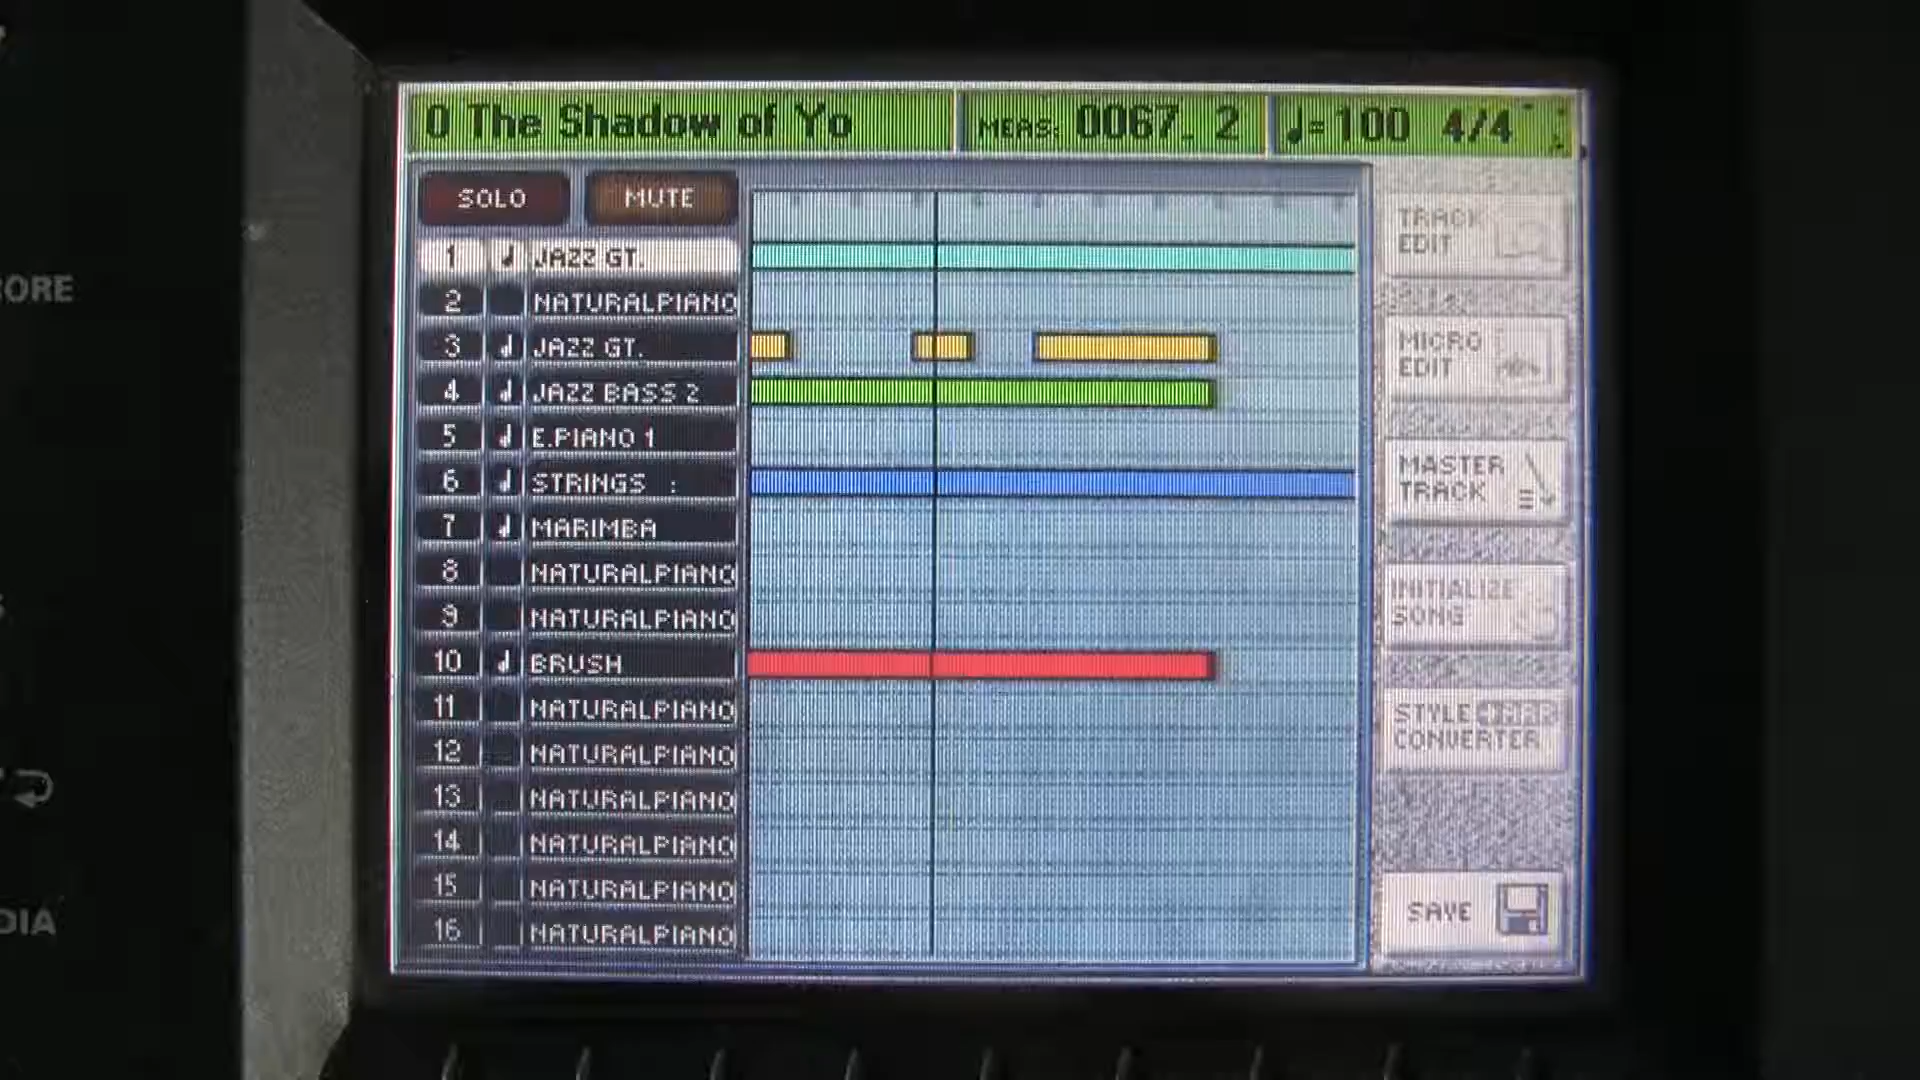 0 The Shadow of Yo MEAS: 0067. 2 ♩=100 4/4
SOLO MUTE
1 JAZZ GT.
2 NATURALPIANO
3 JAZZ GT.
4 JAZZ BASS 2
5 E.PIANO 1
6 STRINGS :
7 MARIMBA
8 NATURALPIANO
9 NATURALPIANO
10 BRUSH
11 NATURALPIANO
12 NATURALPIANO
13 NATURALPIANO
14 NATURALPIANO
15 NATURALPIANO
16 NATURALPIANO
TRACK
EDIT
MICRO
EDIT
MASTER
TRACK
INITIALIZE
SONG
STYLE
CONVERTER
SAVE
ORE
DIA